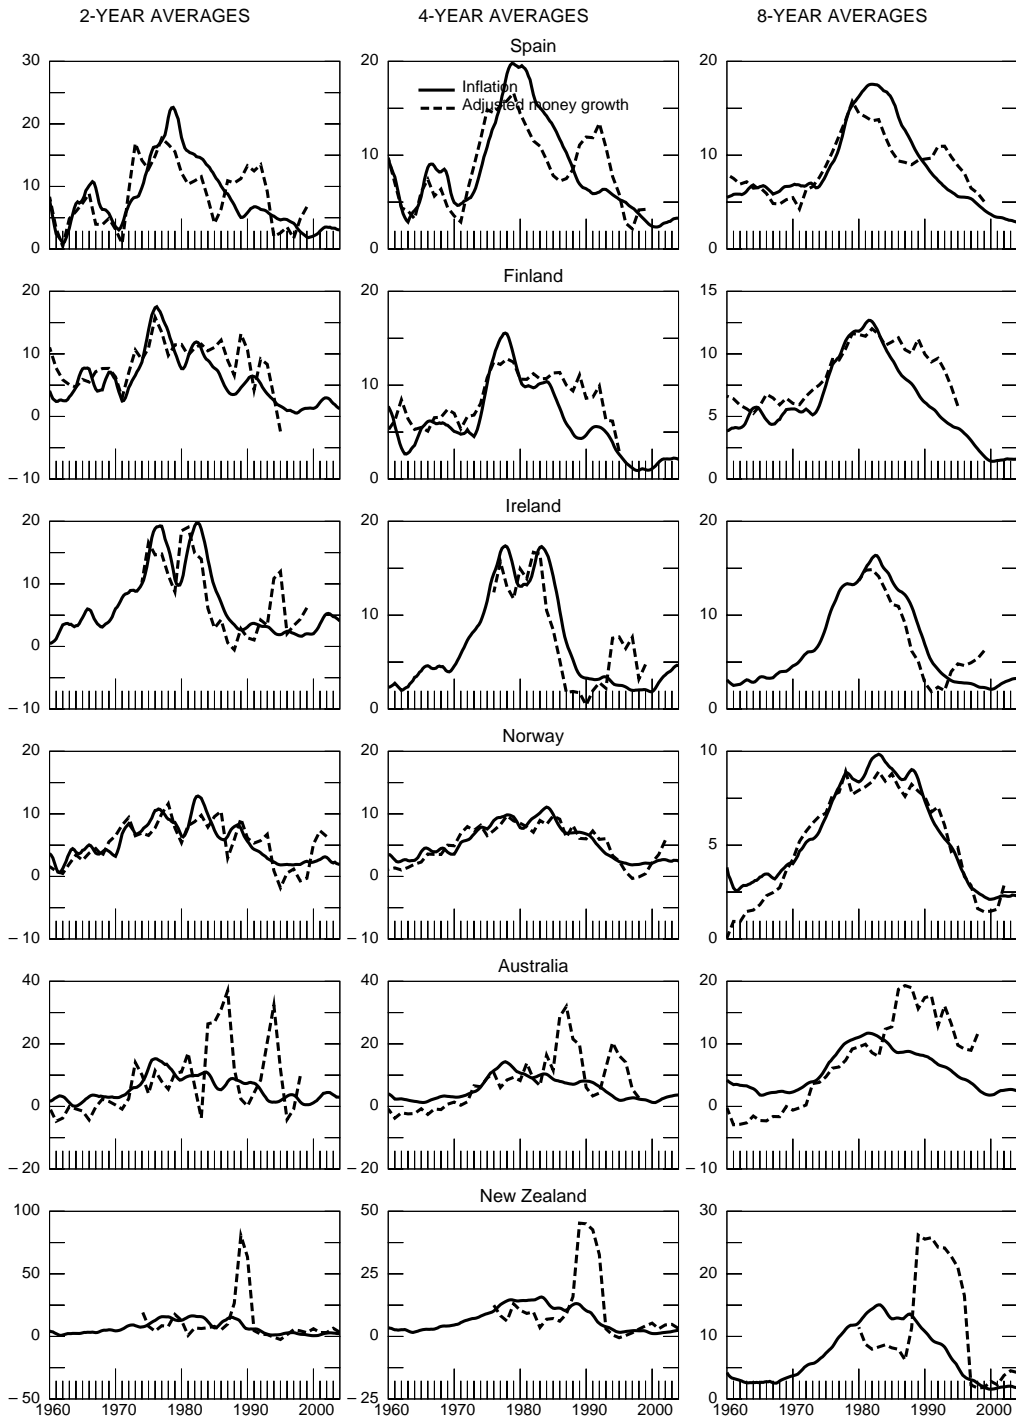 2-YEAR AVERAGES 4-YEAR AVERAGES 8-YEAR AVERAGES
Spain
30 20 20
Inflation
Adjusted money growth
20
10 10
10
0 0 0
Finland
20 20 15
10 10
10
0 5
– 10 0 0
Ireland
20 20 20
10
10 10
0
– 10 0 0
Norway
20 20 10
10 10
5
0 0
– 10 – 10 0
Australia
40 40 20
20 20 10
0 0 0
– 20 – 20 – 10
New Zealand
100 50 30
50 25 20
0 0 10
– 50 – 25 0
1960 1970 1980 1990 2000 1960 1970 1980 1990 2000 1960 1970 1980 1990 2000